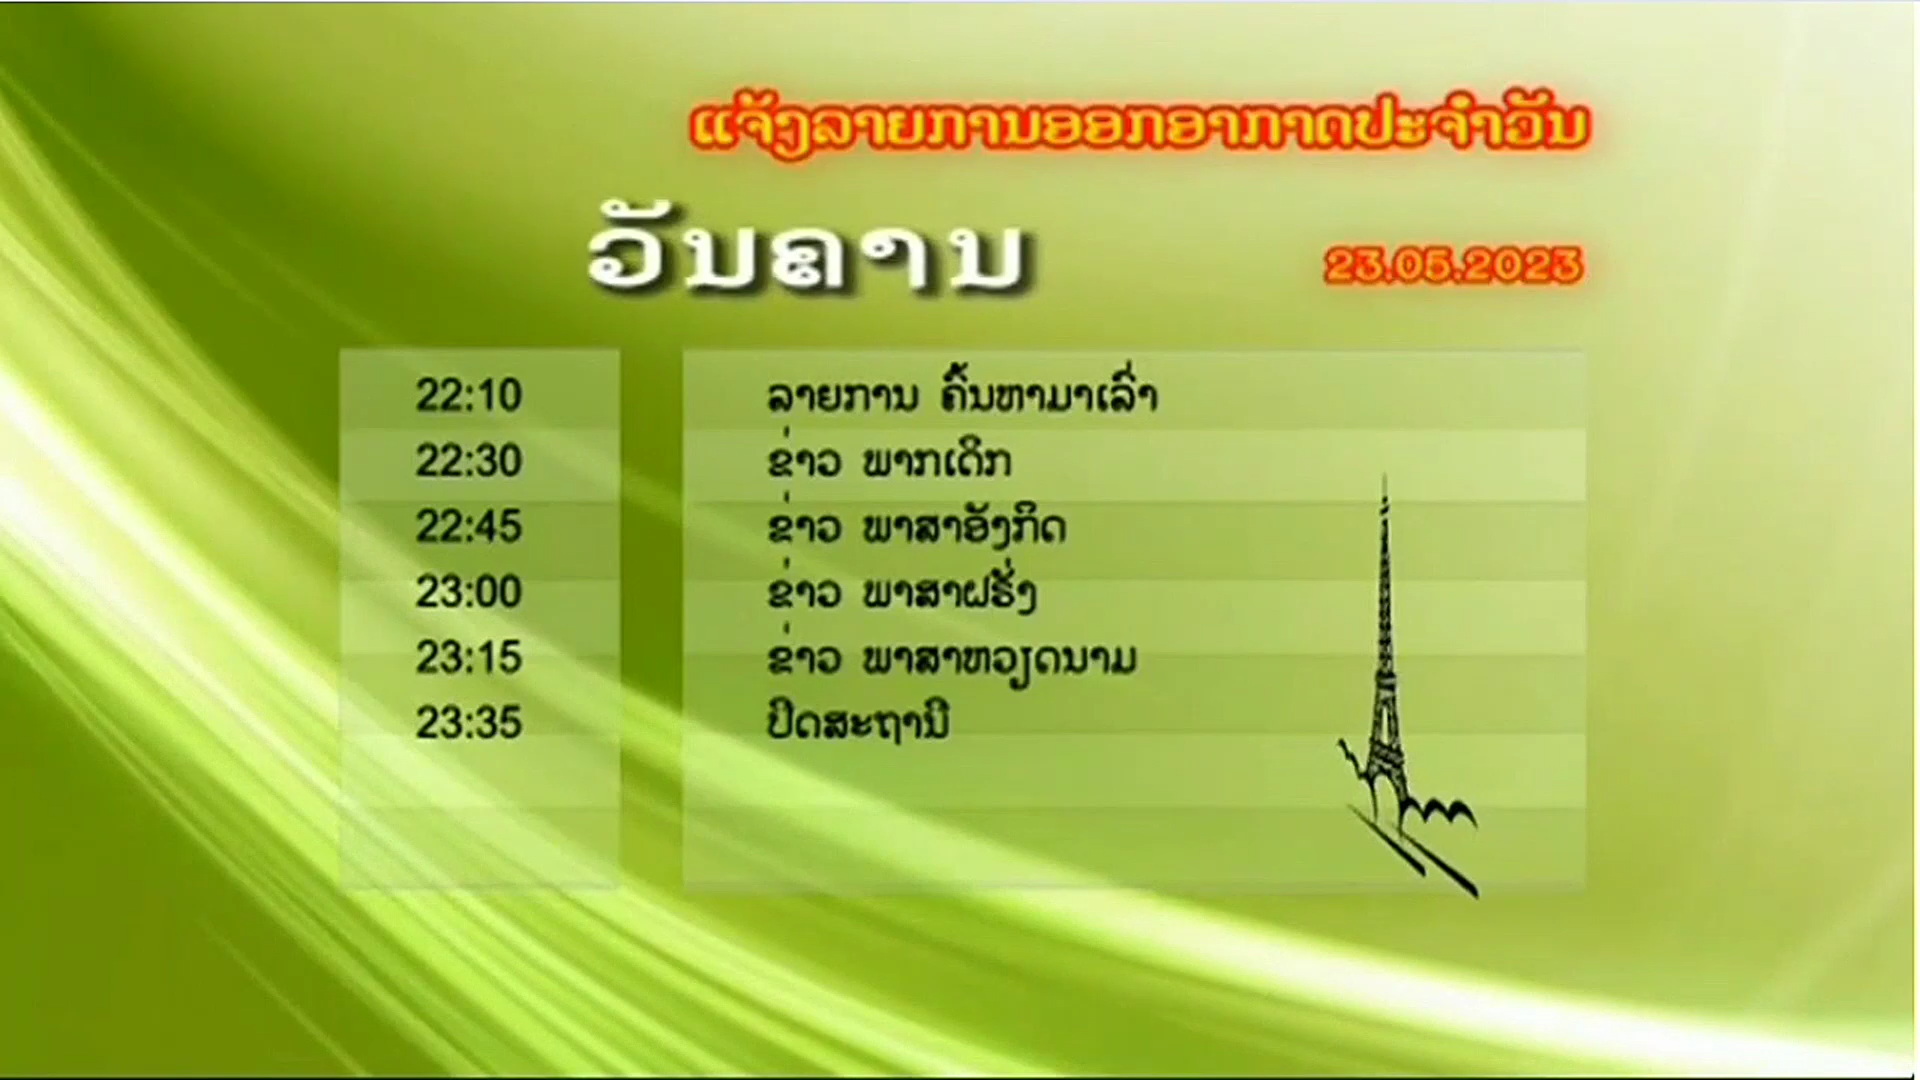 ແຈ້ງລາຍການອອກອາກາດປະຈຳວັນ
ວັນຄານ
23.05.2023
22:10 ລາຍການ ຄົ້ນຫາມາເລົ່າ
22:30 ຂ່າວ ພາກເດິກ
22:45 ຂ່າວ ພາສາອັງກິດ
23:00 ຂ່າວ ພາສາຝຣັ່ງ
23:15 ຂ່າວ ພາສາຫວຽດນາມ
23:35 ປິດສະຖານີ